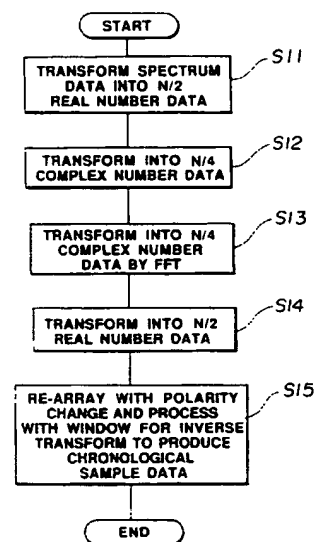 START
S11
TRANSFORM SPECTRUM
DATA INTO N/2
REAL NUMBER DATA
S12
TRANSFORM INTO N/4
COMPLEX NUMBER DATA
S13
TRANSFORM INTO N/4
COMPLEX NUMBER
DATA BY FFT
S14
TRANSFORM INTO N/2
REAL NUMBER DATA
S15
RE-ARRAY WITH POLARITY
CHANGE AND PROCESS
WITH WINDOW FOR INVERSE
TRANSFORM TO PRODUCE
CHRONOLOGICAL
SAMPLE DATA
END